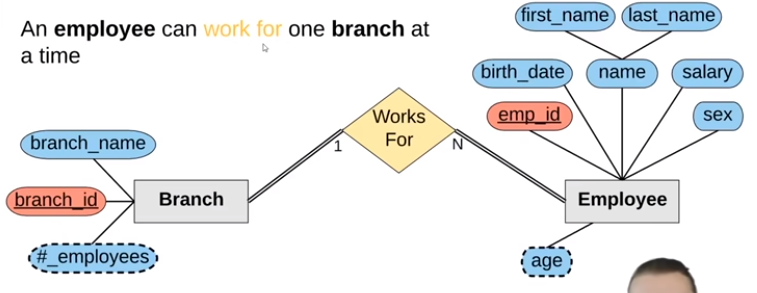 An employee can work for one branch at
a time
first_name
last_name
birth_date
name
salary
emp_id
sex
branch_name
Works
For
1
N
branch_id
Branch
Employee
#_employees
age